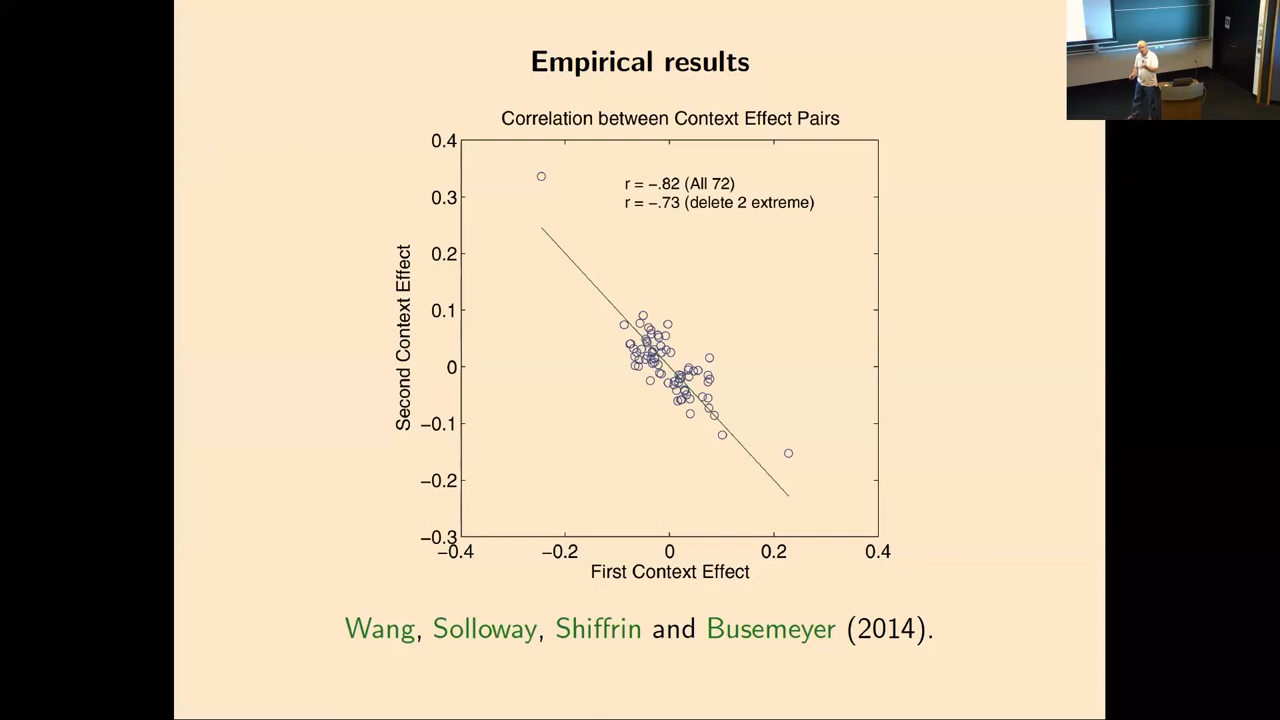 Empirical results
Correlation between Context Effect Pairs
r = −.82 (All 72)
r = −.73 (delete 2 extreme)
0.4
0.3
0.2
0.1
0
−0.1
−0.2
−0.3
Second Context Effect
−0.4
−0.2
0
0.2
0.4
First Context Effect
Wang, Solloway, Shiffrin and Busemeyer (2014).